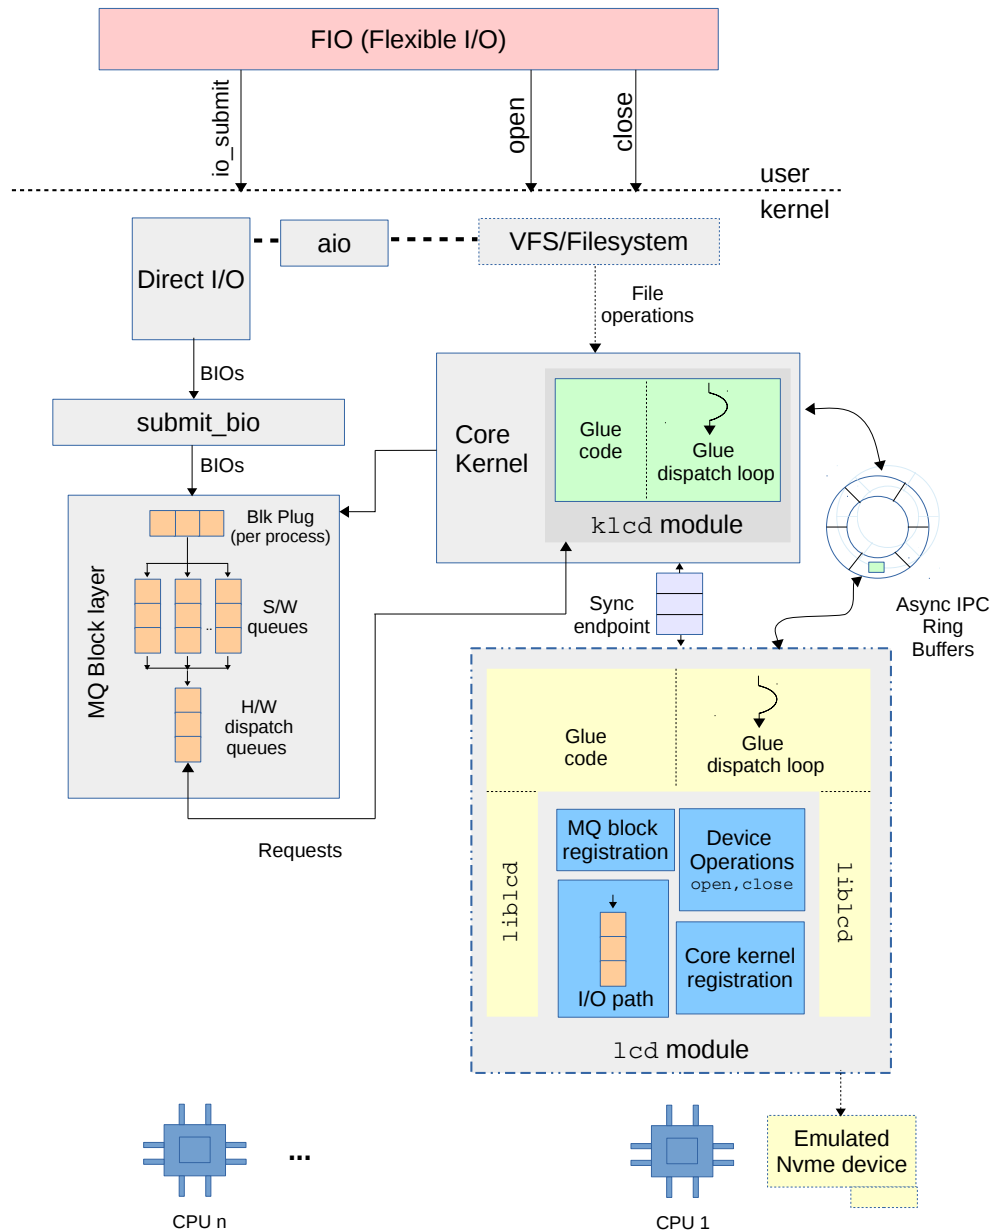 FIO (Flexible I/O)
io_submit
open
close
user
kernel
Direct I/O
aio
VFS/Filesystem
File
operations
BIOs
submit_bio
BIOs
Core
Kernel
Glue
code
Glue
dispatch loop
klcd module
MQ Block layer
Blk Plug
(per process)
S/W
queues
..
H/W
dispatch
queues
Requests
Sync
endpoint
Async IPC
Ring
Buffers
Glue
code
Glue
dispatch loop
liblcd
MQ block
registration
Device
Operations
open,close
I/O path
Core kernel
registration
liblcd
lcd module
Emulated
Nvme device
CPU n
...
CPU 1